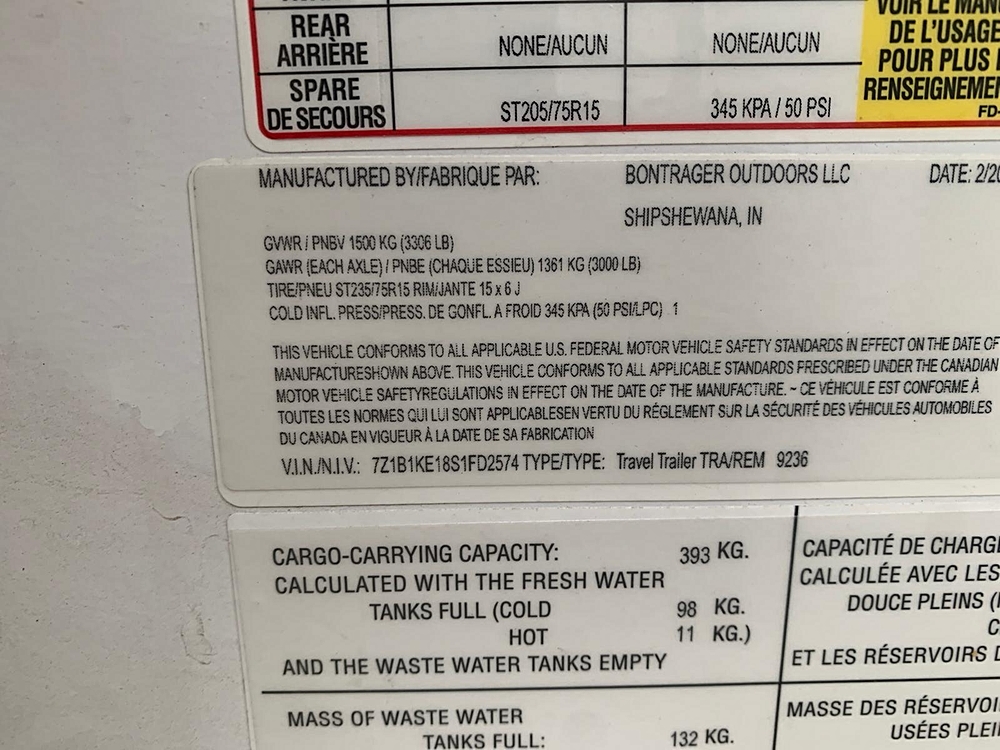 REAR NONE/AUCUN NONE/AUCUN
ARRIÈRE
SPARE ST205/75R15 345 KPA / 50 PSI
DE SECOURS
VOIR LE
DE L'USAGE
POUR PLUS
MANUFACTURED BY/FABRIQUE PAR: BONTRAGER OUTDOORS LLC DATE: 2/20
SHIPSHEWANA, IN
GVWR / PNBV 1500 KG (3306 LB)
GAWR (EACH AXLE) / PNBE (CHAQUE ESSIEU) 1361 KG (3000 LB)
TIRE/PNEU ST235/75R15 RIM/JANTE 15 x 6 J
COLD INFL. PRESS/PRESS. DE GONFL. A FROID 345 KPA (50 PSI/LPC) 1
THIS VEHICLE CONFORMS TO ALL APPLICABLE U.S. FEDERAL MOTOR VEHICLE SAFETY STANDARDS IN EFFECT ON THE DATE OF
MANUFACTURESHOWN ABOVE. THIS VEHICLE CONFORMS TO ALL APPLICABLE STANDARDS PRESCRIBED UNDER THE CANADIAN
MOTOR VEHICLE SAFETYREGULATIONS IN EFFECT ON THE DATE OF THE MANUFACTURE. ~ CE VÉHICULE EST CONFORME À
TOUTES LES NORMES QUI LUI SONT APPLICABLESEN VERTU DU RÉGLEMENT SUR LA SÉCURITÉ DES VÉHICULES AUTOMOBILES
DU CANADA EN VIGUEUR À LA DATE DE SA FABRICATION
V.I.N./N.I.V.: 7Z1B1KE18S1FD2574 TYPE/TYPE: Travel Trailer TRA/REM 9236
CARGO-CARRYING CAPACITY: 393 KG.
CALCULATED WITH THE FRESH WATER
TANKS FULL (COLD 98 KG.
HOT 11 KG.)
AND THE WASTE WATER TANKS EMPTY
MASS OF WASTE WATER
TANKS FULL: 132 KG.
CAPACITÉ DE
CALCULÉE AVEC LES
DOUCE PLEINS
ET LES RÉSERVOIRS
MASSE DES
USÉES